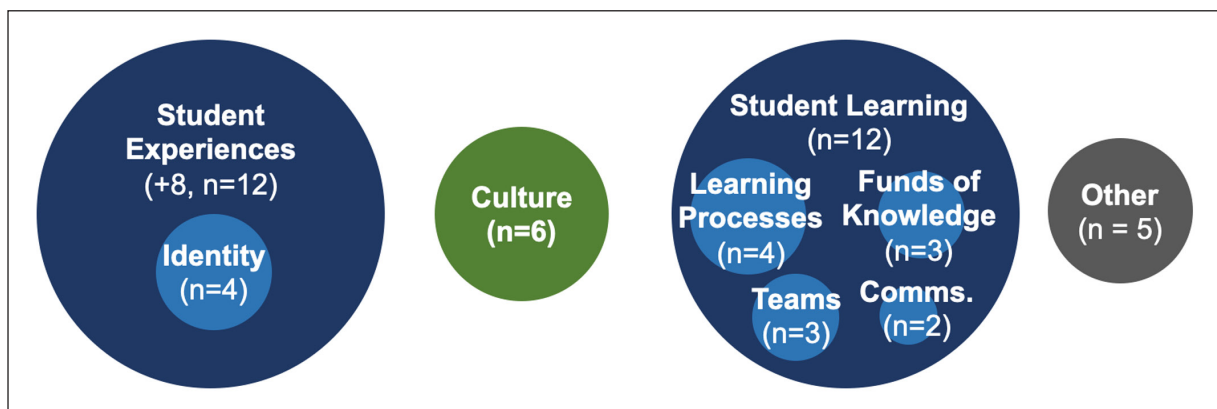 Student
Experiences
(+8, n=12)
Identity
(n=4)
Culture
(n=6)
Student Learning
(n=12)
Learning
Processes
(n=4)
Funds of
Knowledge
(n=3)
Teams
(n=3)
Comms.
(n=2)
Other
(n = 5)